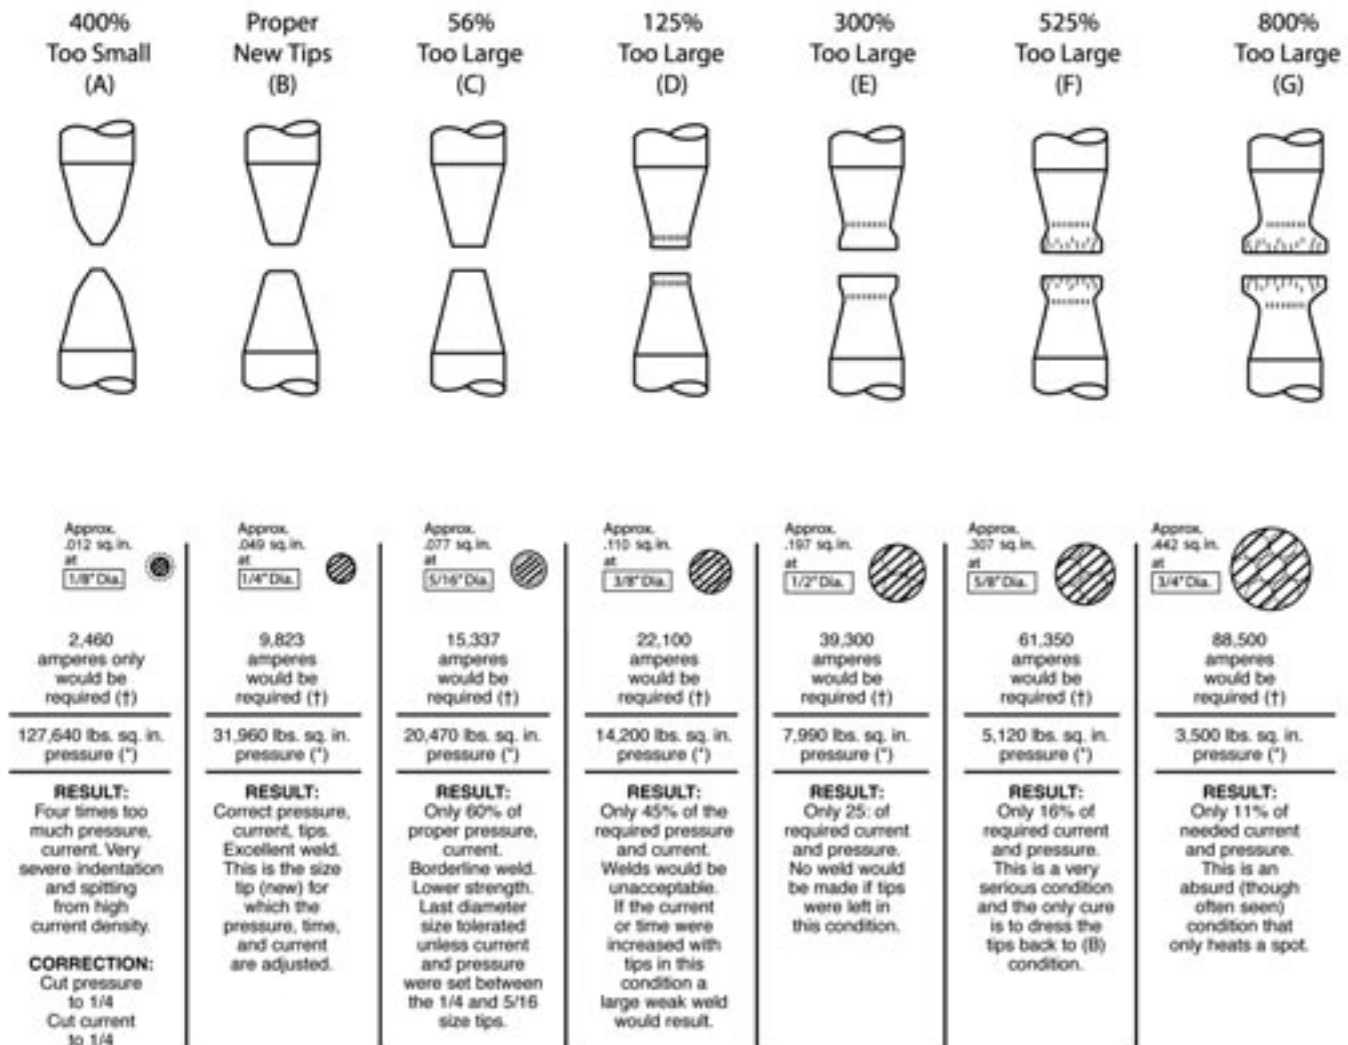 400%
Too Small
(A)
Proper
New Tips
(B)
56%
Too Large
(C)
125%
Too Large
(D)
300%
Too Large
(E)
525%
Too Large
(F)
800%
Too Large
(G)
Approx.
.012 sq. in.
at
1/8" Dia.
2,460
amperes only
would be
required (†)
127,640 lbs. sq. in.
pressure (*)
RESULT:
Four times too
much pressure,
current. Very
severe indentation
and spitting
from high
current density.
CORRECTION:
Cut pressure
to 1/4
Cut current
to 1/4
Approx.
.049 sq. in.
at
1/4" Dia.
9,823
amperes
would be
required (†)
31,960 lbs. sq. in.
pressure (*)
RESULT:
Correct pressure,
current, tips.
Excellent weld.
This is the size
tip (new) for
which the
pressure, time,
and current
are adjusted.
Approx.
.077 sq. in.
at
5/16" Dia.
15,337
amperes
would be
required (†)
20,470 lbs. sq. in.
pressure (*)
RESULT:
Only 60% of
proper pressure,
current.
Borderline weld.
Lower strength.
Last diameter
size tolerated
unless current
and pressure
were set between
the 1/4 and 5/16
size tips.
Approx.
.110 sq. in.
at
3/8" Dia.
22,100
amperes
would be
required (†)
14,200 lbs. sq. in.
pressure (*)
RESULT:
Only 45% of the
required pressure
and current.
Welds would be
unacceptable.
If the current
or time were
increased with
tips in this
condition a
large weak weld
would result.
Approx.
.197 sq. in.
at
1/2" Dia.
39,300
amperes
would be
required (†)
7,990 lbs. sq. in.
pressure (*)
RESULT:
Only 25: of
required current
and pressure.
No weld would
be made if tips
were left in
this condition.
Approx.
.307 sq. in.
at
5/8" Dia.
61,350
amperes
would be
required (†)
5,120 lbs. sq. in.
pressure (*)
RESULT:
Only 16% of
required current
and pressure.
This is a very
serious condition
and the only cure
is to dress the
tips back to (B)
condition.
Approx.
.442 sq. in.
at
3/4" Dia.
88,500
amperes
would be
required (†)
3,500 lbs. sq. in.
pressure (*)
RESULT:
Only 11% of
needed current
and pressure.
This is an
absurd (though
often seen)
condition that
only heats a spot.